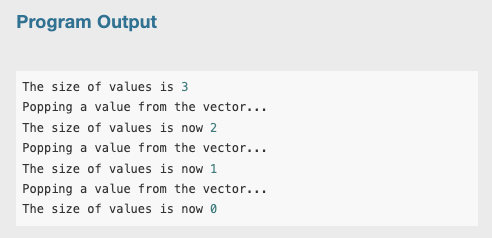 Program Output
The size of values is 3
Popping a value from the vector...
The size of values is now 2
Popping a value from the vector...
The size of values is now 1
Popping a value from the vector...
The size of values is now 0